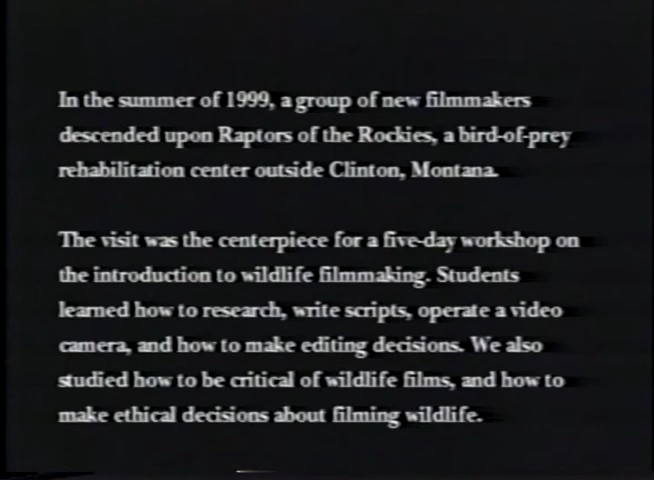 In the summer of 1999, a group of new filmmakers
descended upon Raptors of the Rockies, a bird-of-prey
rehabilitation center outside Clinton, Montana.
The visit was the centerpiece for a five-day workshop on
the introduction to wildlife filmmaking. Students
learned how to research, write scripts, operate a video
camera, and how to make editing decisions. We also
studied how to be critical of wildlife films, and how to
make ethical decisions about filming wildlife.